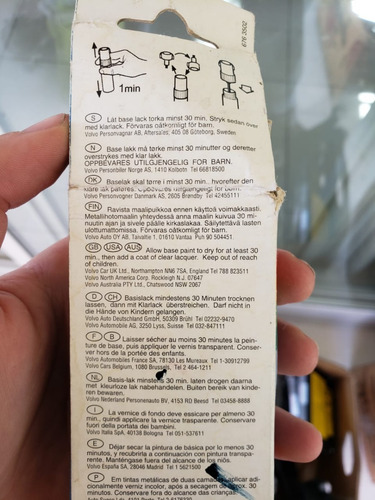 676 3502
1min
S Låt base lack torka minst 30 min. Stryk sedan över
med klarlack. Förvaras oåtkomligt för barn.
Volvo Personvagnar AB, Aftersales, 405 08 Göteborg, Sweden
N Base lakk må tørke minst 30 minutter og deretter
overstrykes med klar lakk.
OPPBEVARES UTILGJENGELIG FOR BARN.
Volvo Personbiler Norge AS, 1410 Kolbotn. Tel 66818500
DK Baselak skal tørre i minst 30 min., herefter den
klare lak påføres. Opbevares utilgængeligt for børn.
Volvo Personvogner Danmark AS, 2605 Brøndby. Tel 42455111
FIN Ravista maalipuikkoa ennen käyttöä voimakkaasti.
Metallihohtomaalin yhteydessä anna maalin kuivua 30 mi-
nuutin ajan ja sivele päälle kirkaslakkaa. Säilytettävä lasten
ulottumattomissa.
Volvo Auto OY AB, Taivaltie 1, 01610 Vantaa Puh 90 504451
GB USA AUS Allow base paint to dry for at least 30
min., then add a coat of clear lacquer. Keep out of reach
of children.
Volvo Car UK Ltd., Northampton NN6 7SA, England Tel 788 823511
Volvo North America Corp. Rockleigh N.J. 07647
Volvo Australia PTY Ltd., Chatswood NSW 2067
D CH Basislack mindestens 30 Minuten trocknen
lassen, dann mit Klarlack überstreichen. Darf nicht in
die Hände von Kindern gelangen.
Volvo Auto Deutschland GmbH, 50309 Brühl Tel 02232-9470
Volvo Automobile AG, 3250 Lyss, Suisse Tel 032-847111
F B Laisser sécher au moins 30 minutes la pein-
ture de base, puis appliquer le vernis transparent. Conser-
ver hors de la portée des enfants.
Volvo Automobiles France SA, 78130 Les Mureaux Tel 1-30912799
Volvo Cars Belgium, 1080 Brussels, Tel 2 464-1211
NL Basis-lak minstens 30 min. laten drogen daarna
met kleurloze lak nabehandelen. Buiten bereik van kinde-
ren bewaren.
Volvo Nederland Personenauto BV, 4153 RD Beesd Tel 03458-8888
I La vernice di fondo deve essicare per almeno 30
min., quindi applicare la vernice trasparente. Conservare
fuori della portata dei bambini.
Volvo Italia SpA, 40138 Bologna Tel 051-537611
E Déjar secar la pintura de básica por lo menos 30
minutos, y recubrirla a continuación con pintura transpa-
rente. Manténgase fuera del alcance de los niños.
Volvo España SA, 28046 Madrid Tel 1 5621500
P Em tintas metálicas de duas camadas aplicar adi-
cionalmente verniz incolor, após a secagem da
minutos. Conservar fora do alcance das crianças.